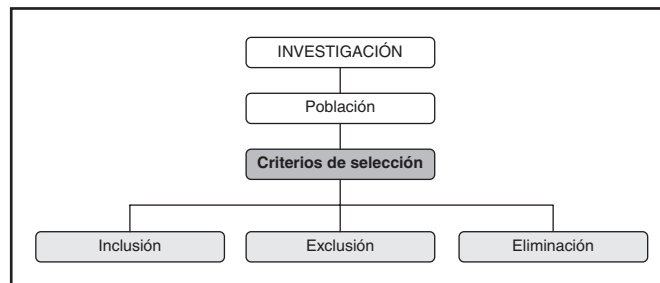 INVESTIGACIÓN
Población
Criterios de selección
Inclusión
Exclusión
Eliminación